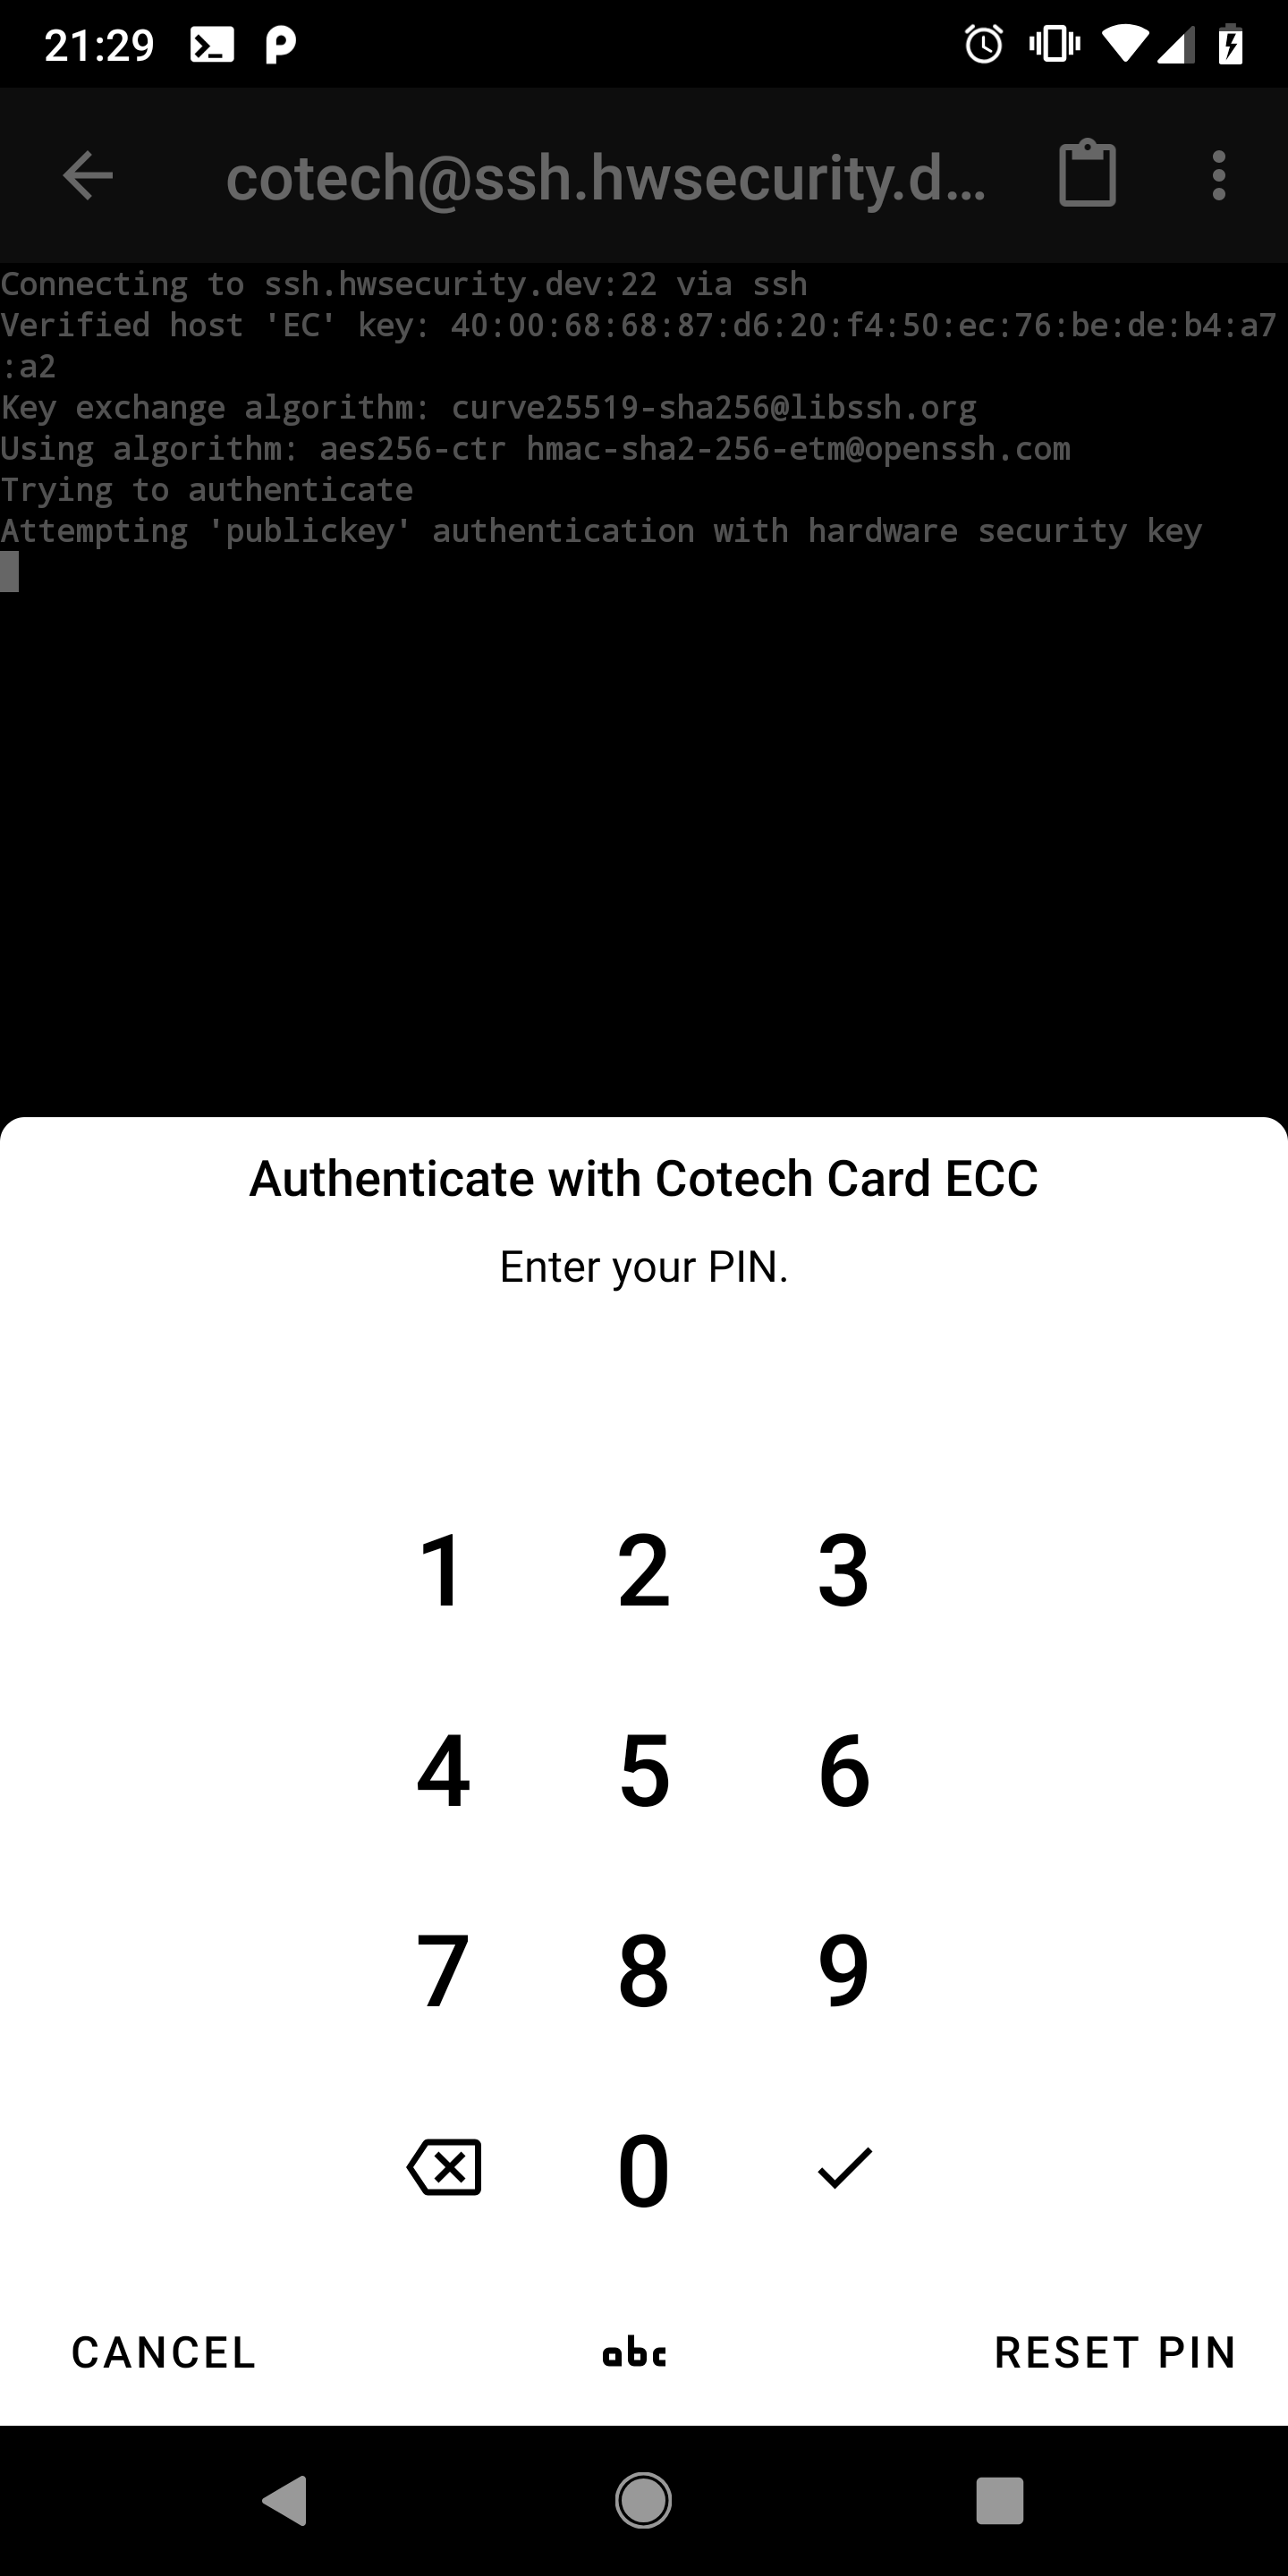 21:29
cotech@ssh.hwsecurity.d...
Connecting to ssh.hwsecurity.dev:22 via ssh
Verified host 'EC' key: 40:00:68:68:87:d6:20:f4:50:ec:76:be:de:b4:a7
:a2
Key exchange algorithm: curve25519-sha256@libssh.org
Using algorithm: aes256-ctr hmac-sha2-256-etm@openssh.com
Trying to authenticate
Attempting 'publickey' authentication with hardware security key
Authenticate with Cotech Card ECC
Enter your PIN.
1 2 3
4 5 6
7 8 9
0
CANCEL abc RESET PIN